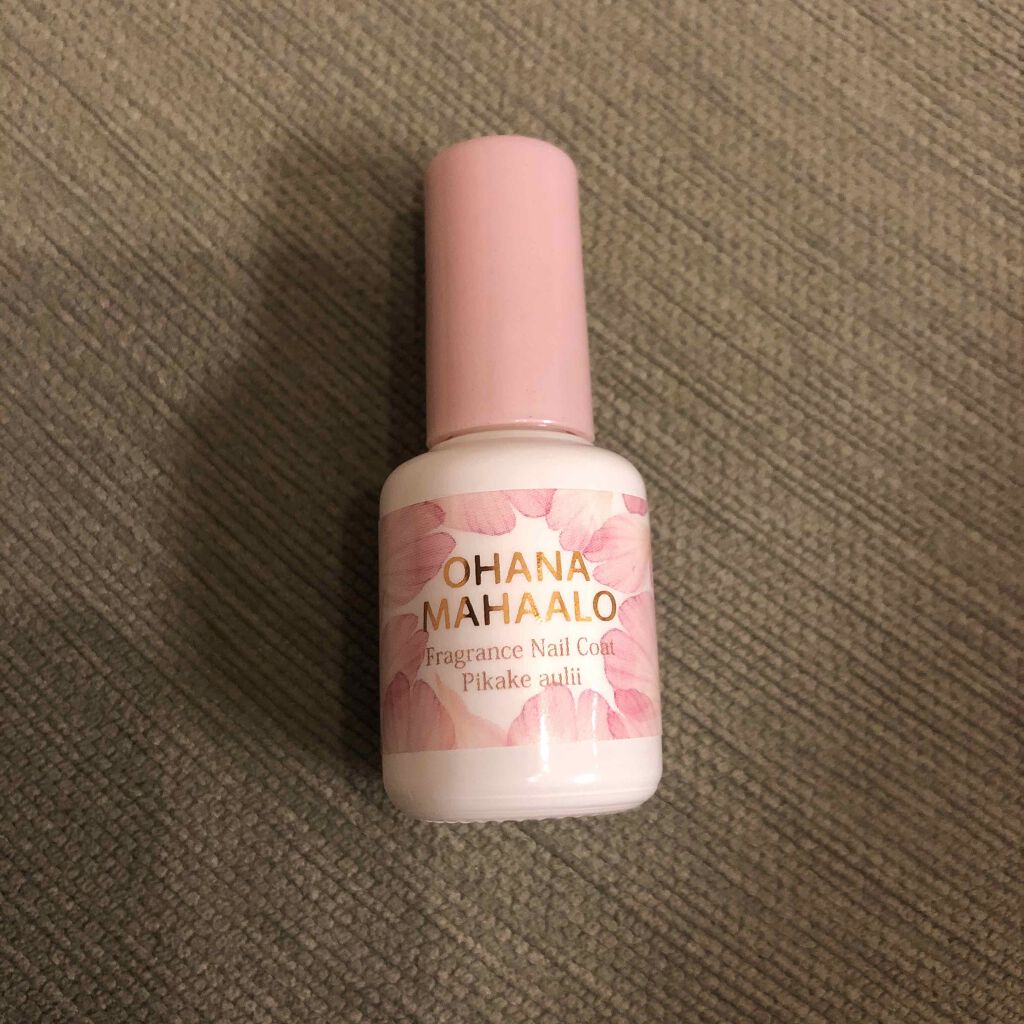 OHANA
MAHAALO
Fragrance Nail Coat
Pikake aulii